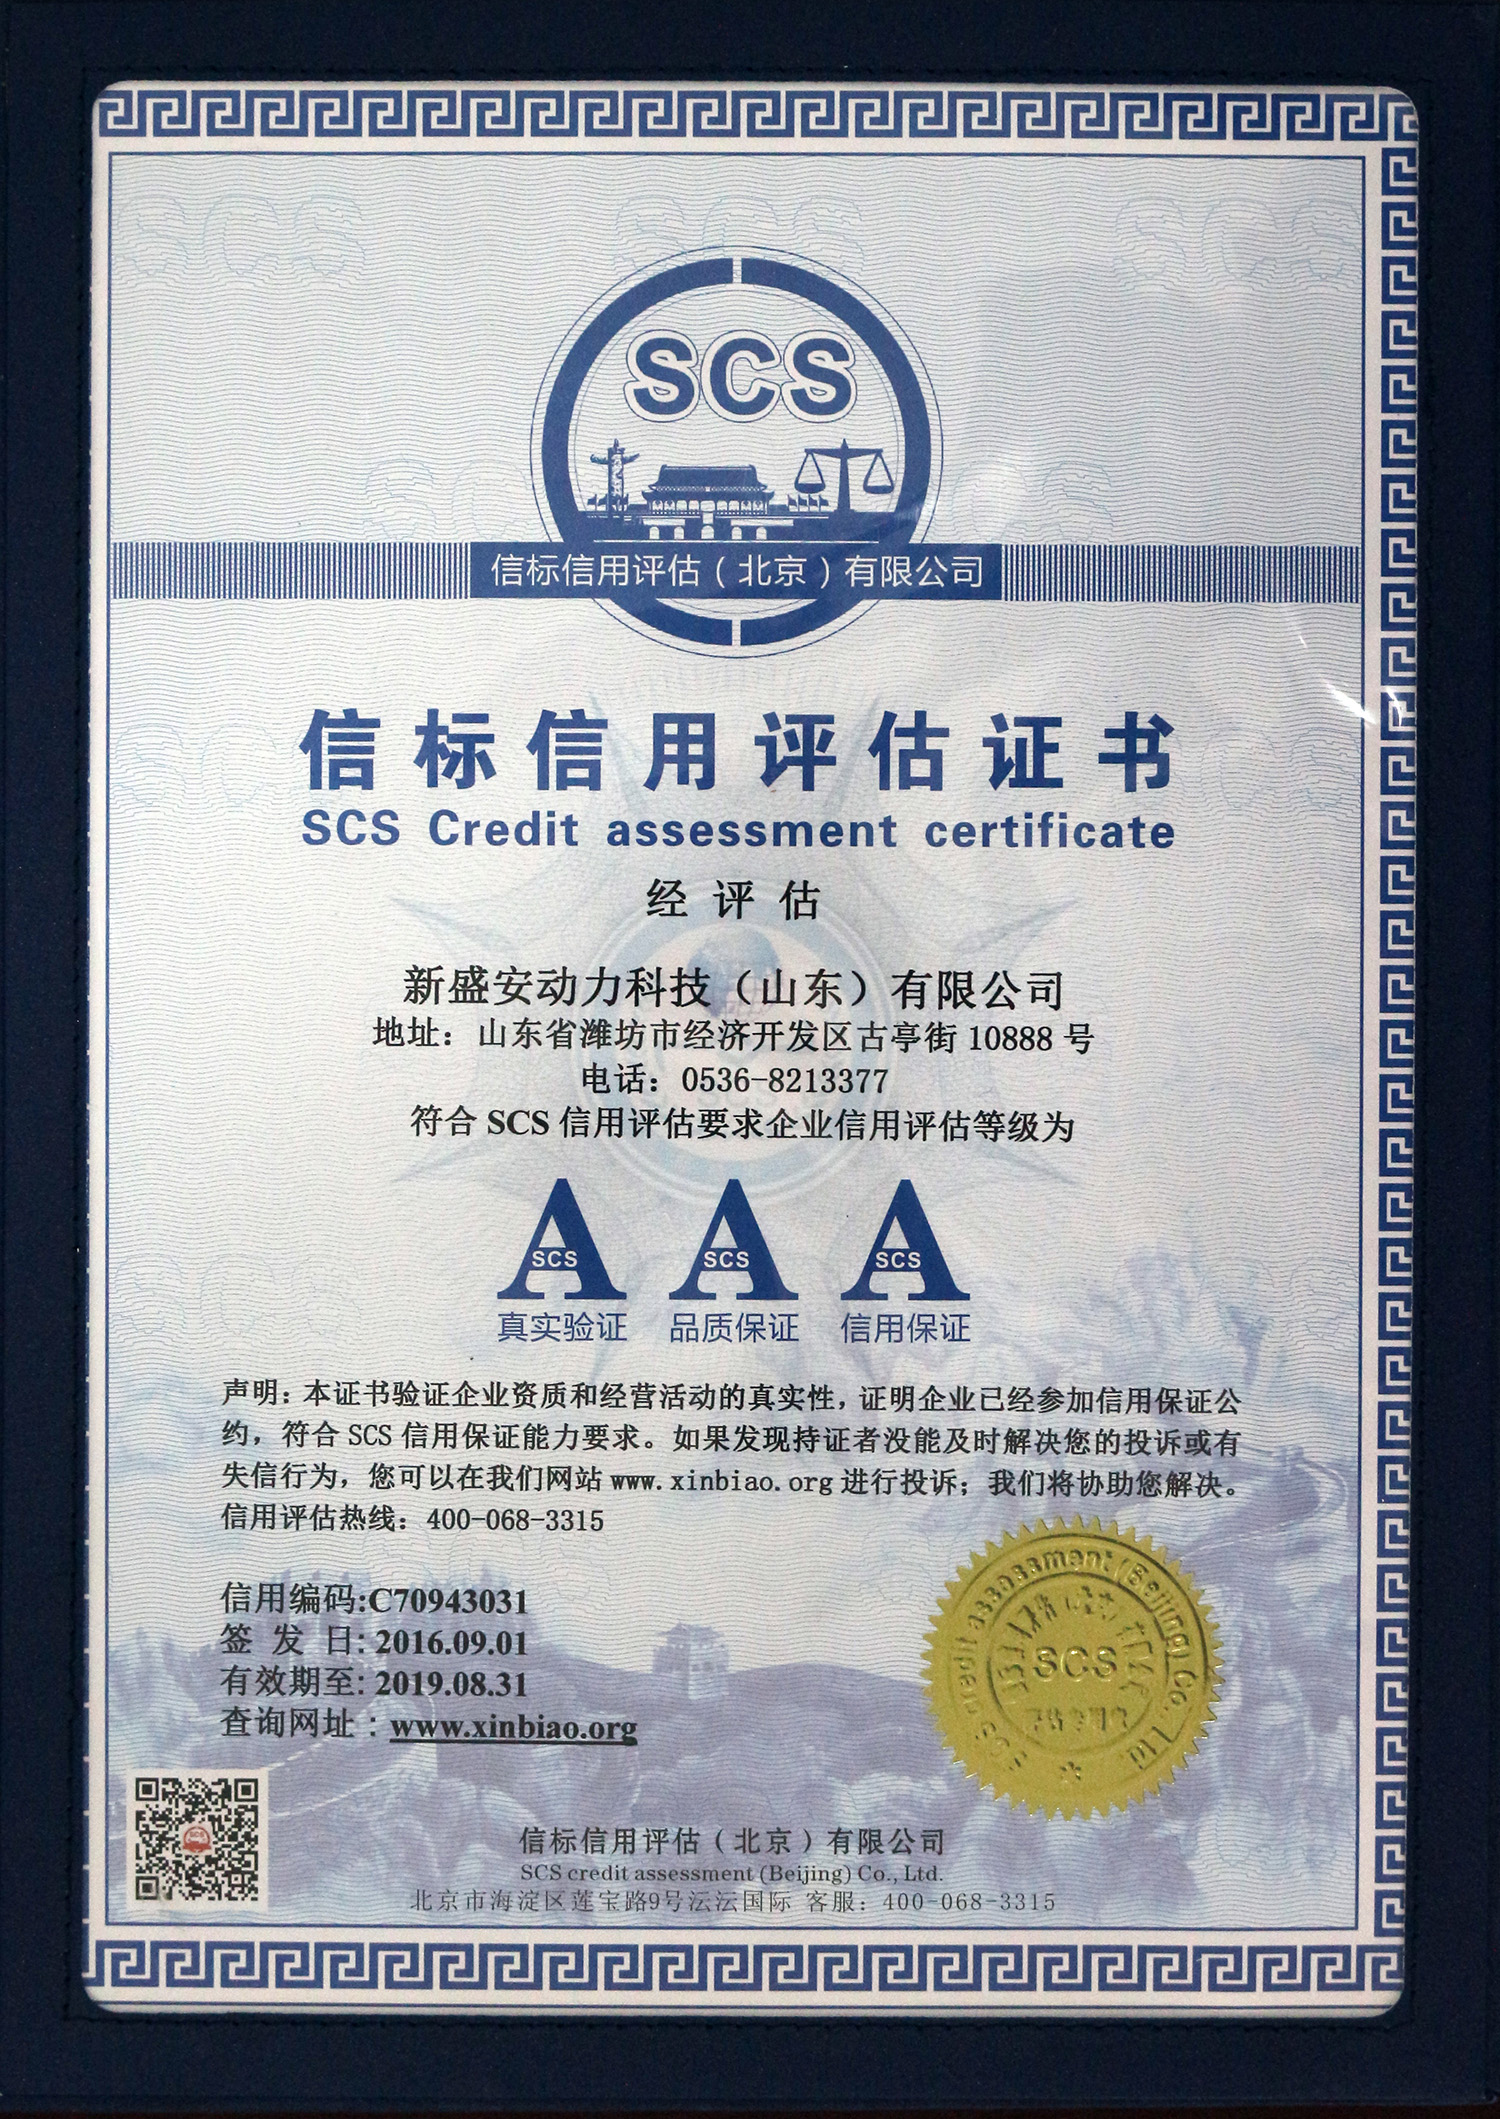 SCS
信标信用评估（北京）有限公司
信标信用评估证书
SCS Credit assessment certificate
经评估
新盛安动力科技（山东）有限公司
地址：山东省潍坊市经济开发区古亭街 10888 号
电话：0536-8213377
符合 SCS 信用评估要求企业信用评估等级为
A A A
SCS SCS SCS
真实验证 品质保证 信用保证
声明：本证书验证企业资质和经营活动的真实性，证明企业已经参加信用保证公
约，符合 SCS 信用保证能力要求。如果发现持证者没能及时解决您的投诉或有
失信行为，您可以在我们网站 www.xinbiao.org 进行投诉；我们将协助您解决。
信用评估热线：400-068-3315
信用编码:C70943031
签 发 日: 2016.09.01
有效期至: 2019.08.31
查询网址：www.xinbiao.org
SCS credit assessment (Beijing) Co., Ltd.
SCS
信标信用评估（北京）有限公司
SCS credit assessment (Beijing) Co., Ltd.
北京市海淀区莲宝路9号沄沄国际 客服：400-068-3315